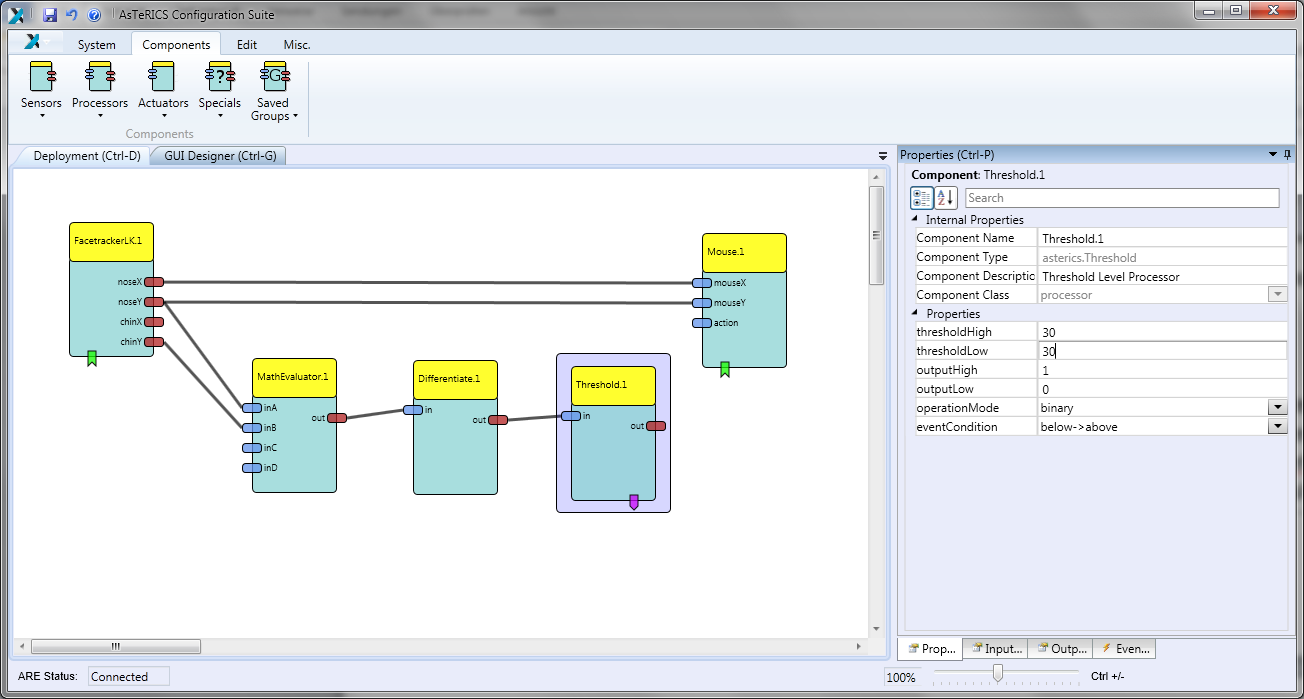 AsTeRICS Configuration Suite
System Components Edit Misc.
Sensors Processors Actuators Specials Saved Groups
? G
Components
Deployment (Ctrl-D) GUI Designer (Ctrl-G)
FacetrackerLK.1
noseX
noseY
chinX
chinY
MathEvaluator.1
inA
inB
inC
inD
out
Differentiate.1
in
out
Threshold.1
in
out
Mouse.1
mouseX
mouseY
action
Properties (Ctrl-P)
Component: Threshold.1
A Z
Search
Internal Properties
Component Name Threshold.1
Component Type asterics.Threshold
Component Descriptic Threshold Level Processor
Component Class processor
Properties
thresholdHigh 30
thresholdLow 30
outputHigh 1
outputLow 0
operationMode binary
eventCondition below->above
Prop... Input... Outp... Even...
ARE Status: Connected
100% Ctrl +/-